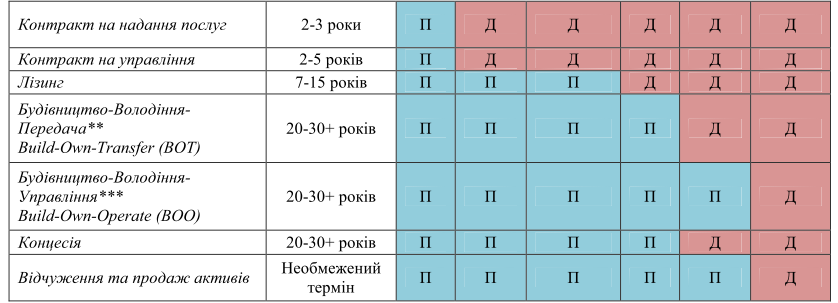 Контракт на надання послуг 2-3 роки П Д Д Д Д Д
Контракт на управління 2-5 років П Д Д Д Д Д
Лізинг 7-15 років П П П Д Д Д
Будівництво-Володіння-
Передача**
Build-Own-Transfer (BOT) 20-30+ років П П П П Д Д
Будівництво-Володіння-
Управління***
Build-Own-Operate (BOO) 20-30+ років П П П П П Д
Концесія 20-30+ років П П П П Д Д
Відчуження та продаж активів Необмежений
термін П П П П П Д